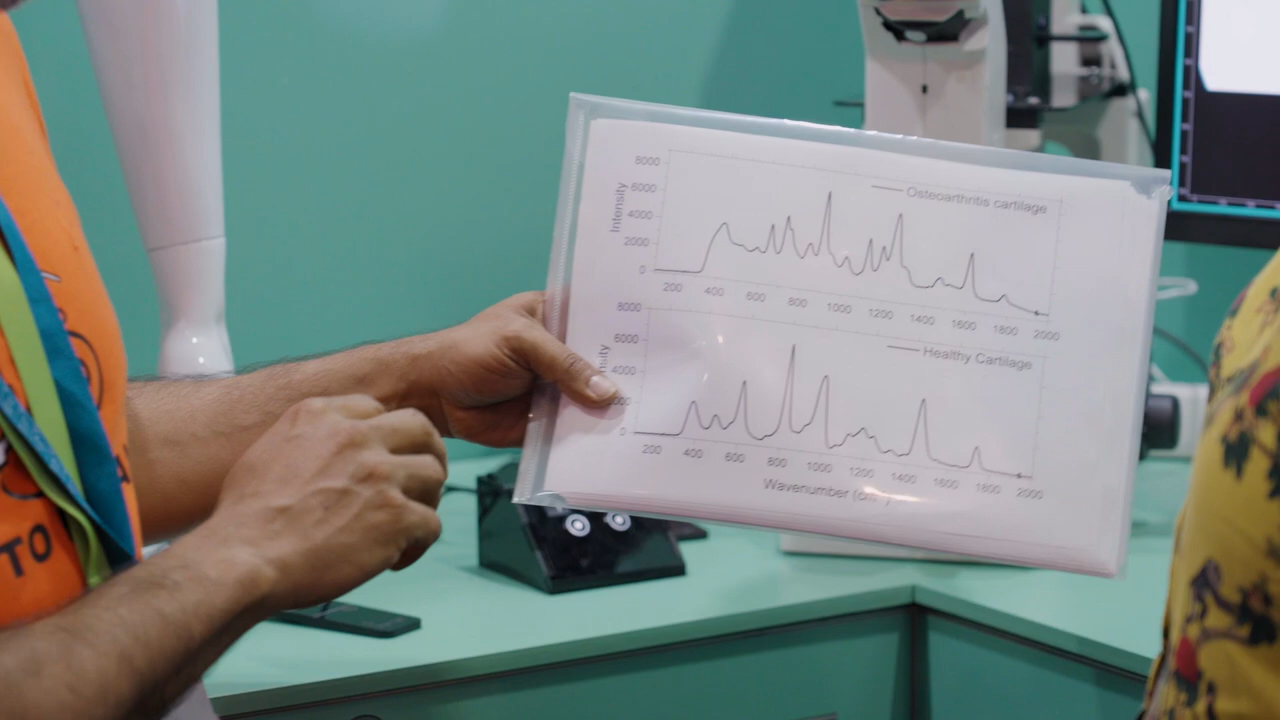 8000
6000
4000
2000
0
Intensity
Osteoarthritis cartilage
200 400 600 800 1000 1200 1400 1600 1800 2000
8000
6000
4000
0
Healthy Cartilage
200 400 600 800 1000 1200 1400 1600 1800 2000
Wavenumber
TO